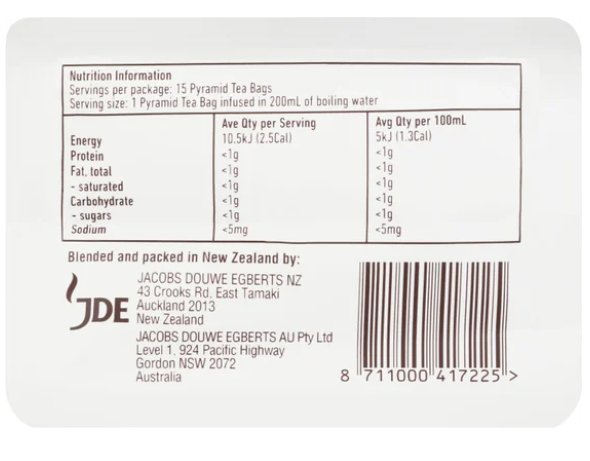 Nutrition Information
Servings per package: 15 Pyramid Tea Bags
Serving size: 1 Pyramid Tea Bag infused in 200mL of boiling water
Ave Qty per Serving Avg Qty per 100mL
Energy 10.5kJ (2.5Cal) 5kJ (1.3Cal)
Protein <1g <1g
Fat, total <1g <1g
- saturated <1g <1g
Carbohydrate <1g <1g
- sugars <1g <1g
Sodium <5mg <5mg
Blended and packed in New Zealand by:
JDE
JACOBS DOUWE EGBERTS NZ
43 Crooks Rd, East Tamaki
Auckland 2013
New Zealand
JACOBS DOUWE EGBERTS AU Pty Ltd
Level 1, 924 Pacific Highway
Gordon NSW 2072
Australia
8 711000 417225 >